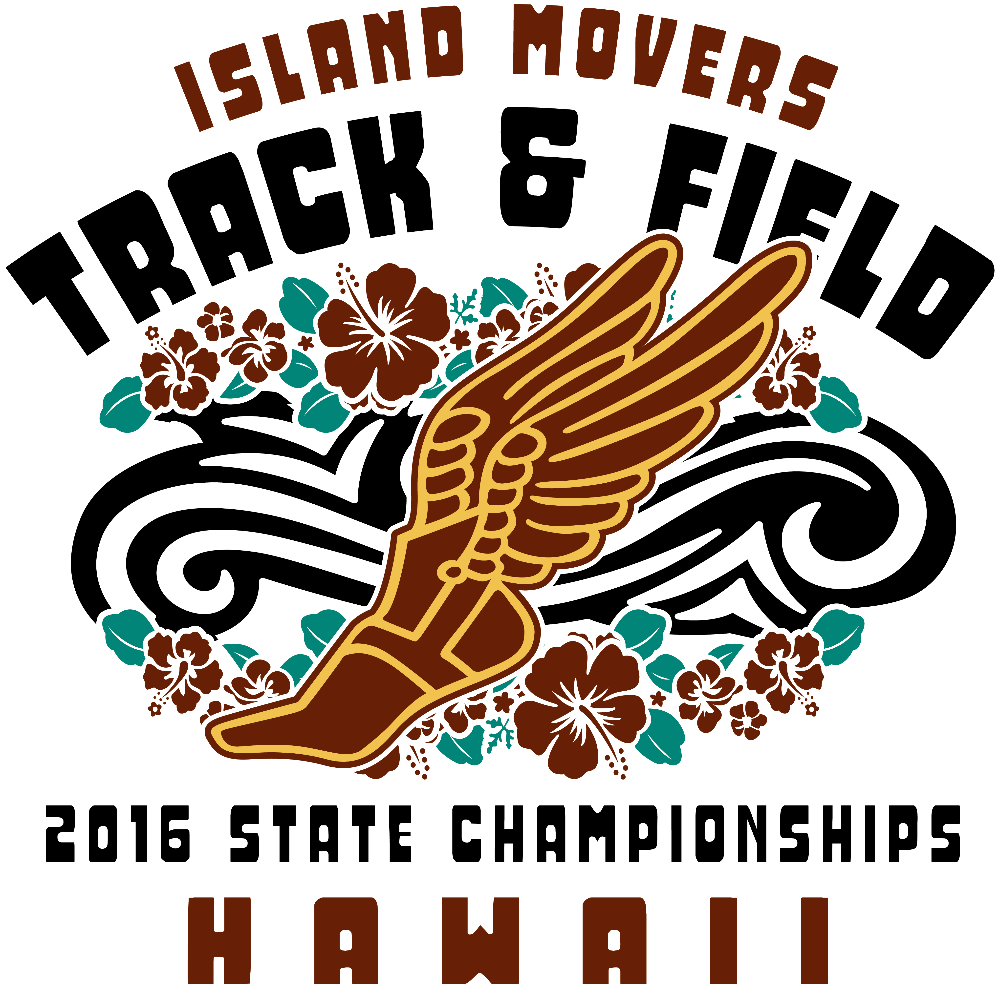 ISLAND MOVERS
TRACK & FIELD
2016 STATE CHAMPIONSHIPS
HAWAII